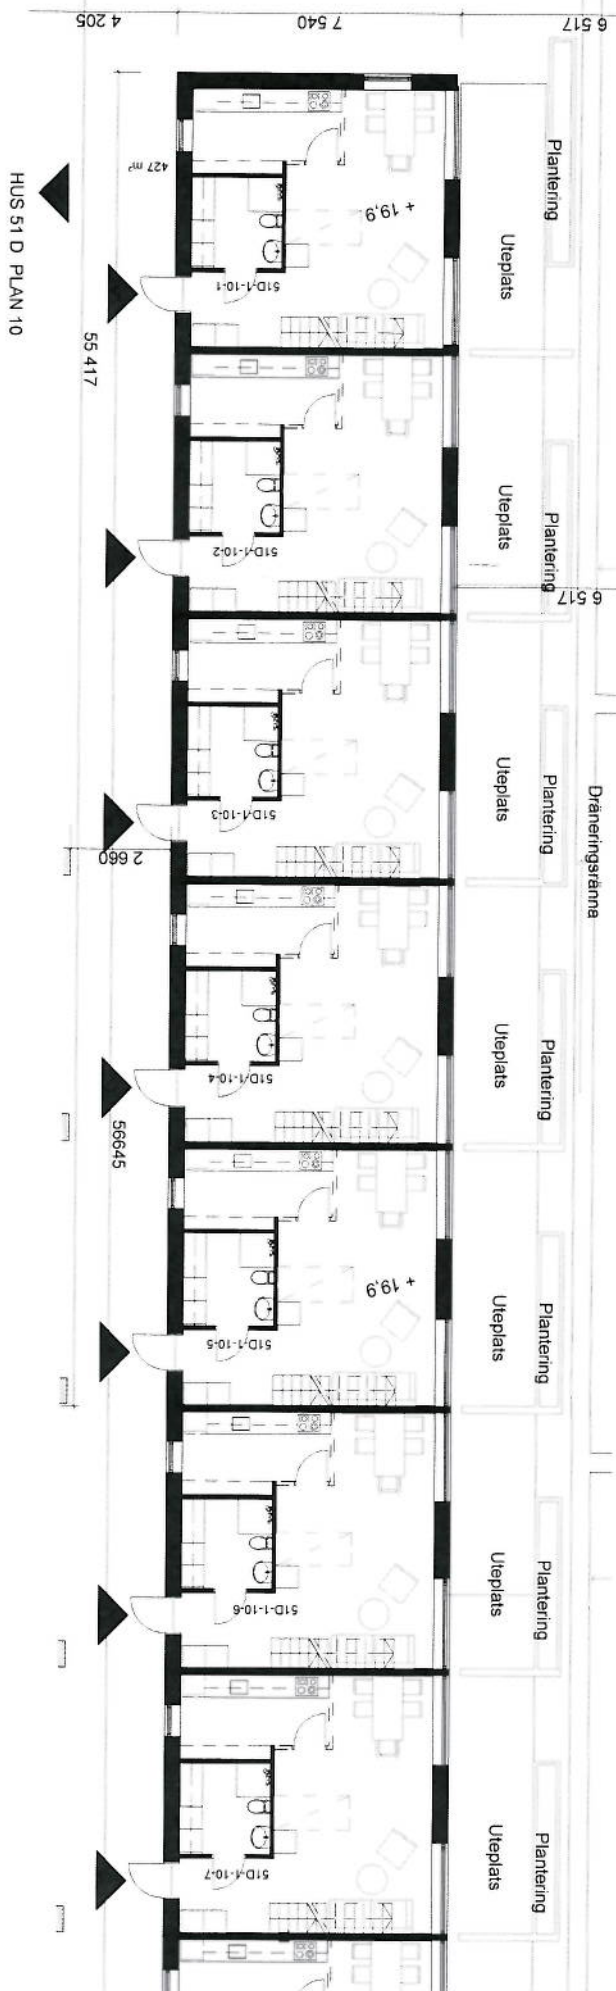 4 205
7 540
6 517
HUS 51 D PLAN 10
427 m²
+ 19,9
Plantering
Uteplats
51D-1-10-1
55 417
Plantering
Uteplats
51D-1-10-2
6 517
Plantering
Uteplats
51D-1-10-3
2 660
Dräneringsränna
Plantering
Uteplats
51D-1-10-4
56645
Plantering
Uteplats
+ 19,9
51D-1-10-5
Plantering
Uteplats
51D-1-10-6
Plantering
Uteplats
51D-1-10-7